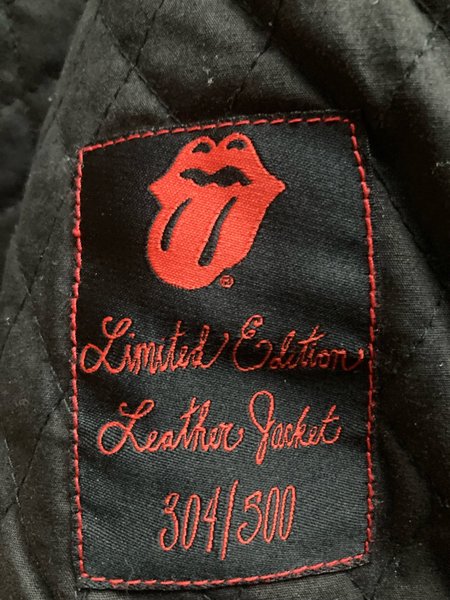 ®
Limited Edition
Leather Jacket
304/500